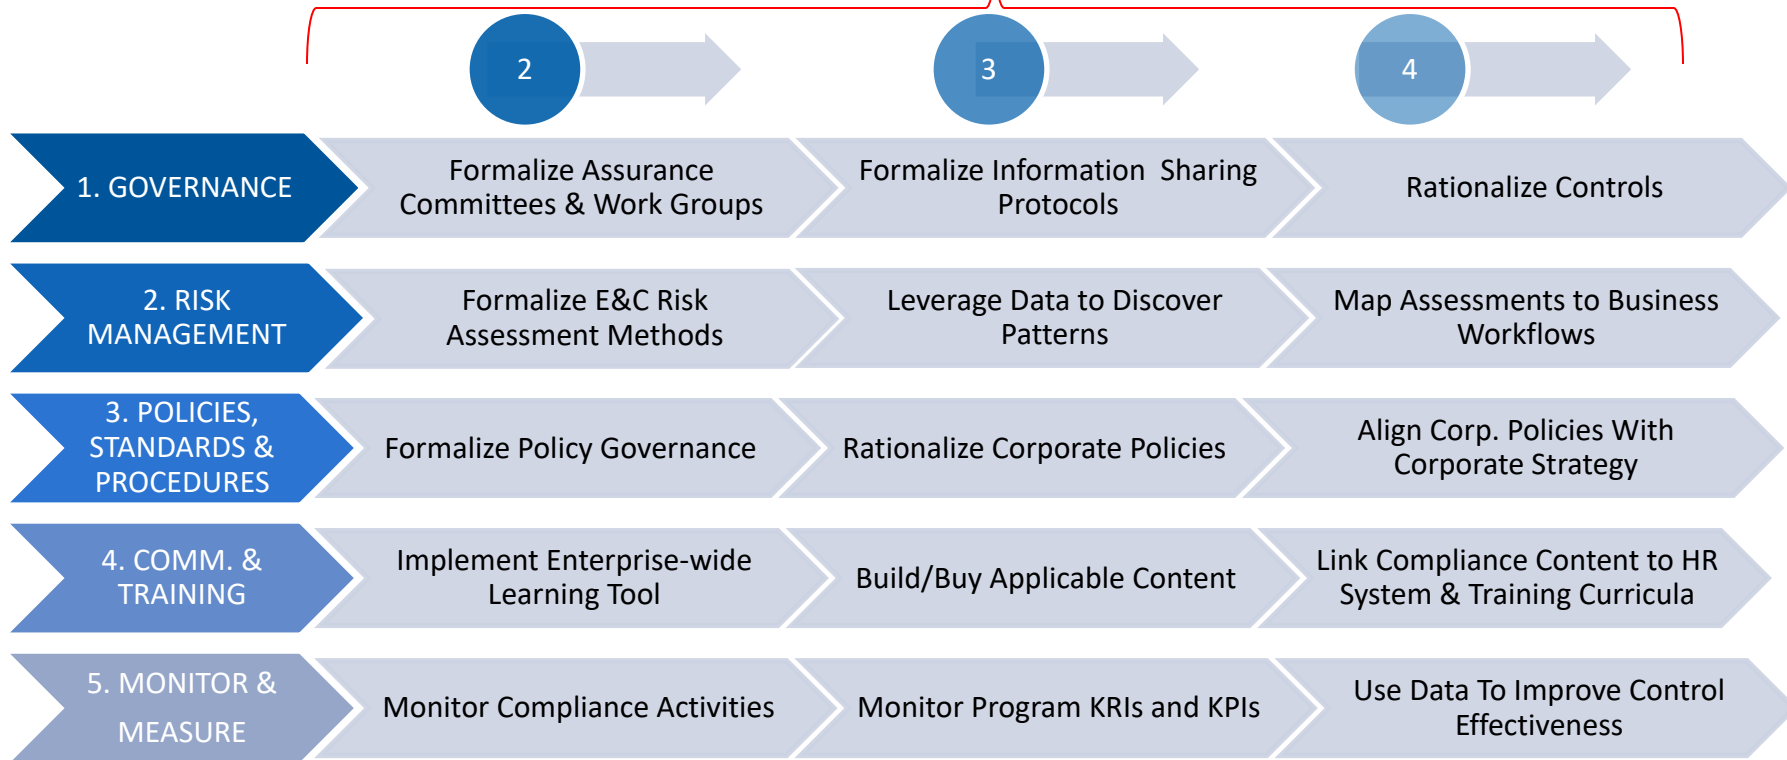 2
3
4
1. GOVERNANCE
Formalize Assurance
Committees & Work Groups
Formalize Information  Sharing
Protocols
Rationalize Controls
2. RISK
MANAGEMENT
Formalize E&C Risk
Assessment Methods
Leverage Data to Discover
Patterns
Map Assessments to Business
Workflows
3. POLICIES,
STANDARDS &
PROCEDURES
Formalize Policy Governance
Rationalize Corporate Policies
Align Corp. Policies With
Corporate Strategy
4. COMM. &
TRAINING
Implement Enterprise-wide
Learning Tool
Build/Buy Applicable Content
Link Compliance Content to HR
System & Training Curricula
5. MONITOR &
MEASURE
Monitor Compliance Activities
Monitor Program KRIs and KPIs
Use Data To Improve Control
Effectiveness